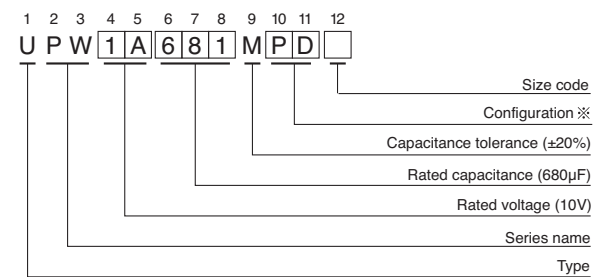 1 2 3 4 5 6 7 8 9 10 11 12
U P W 1 A 6 8 1 M P D
Size code
Configuration ※
Capacitance tolerance (±20%)
Rated capacitance (680µF)
Rated voltage (10V)
Series name
Type